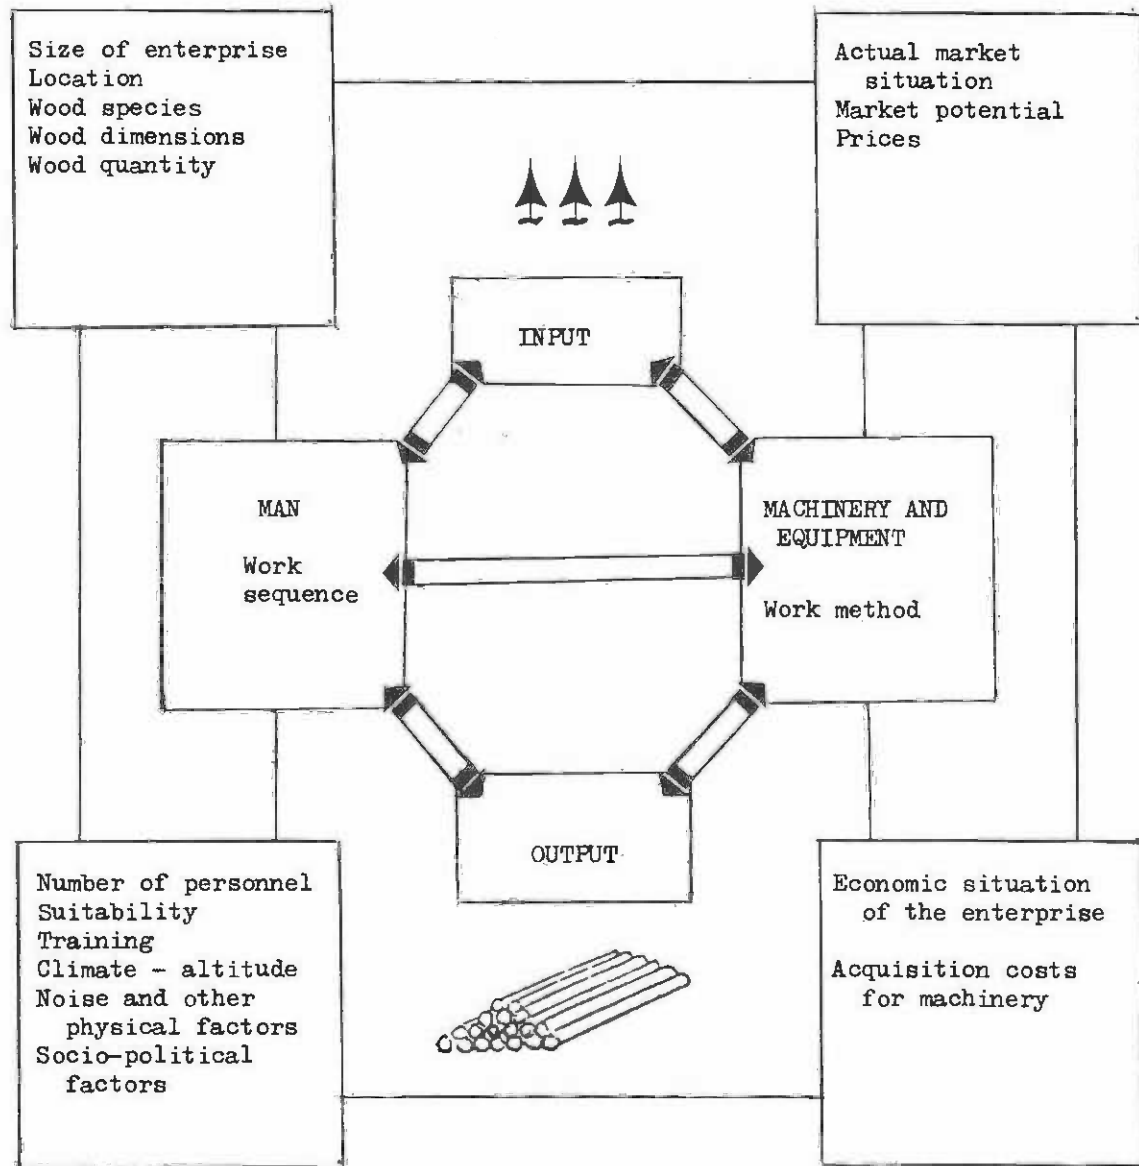 Size of enterprise
Location
Wood species
Wood dimensions
Wood quantity
Actual market
situation
Market potential
Prices
INPUT
MAN
Work
sequence
MACHINERY AND
EQUIPMENT
Work method
OUTPUT
Number of personnel
Suitability
Training
Climate - altitude
Noise and other
physical factors
Socio-political
factors
Economic situation
of the enterprise
Acquisition costs
for machinery